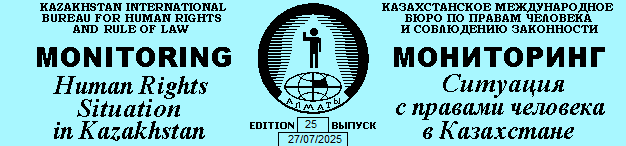 KAZAKHSTAN INTERNATIONAL
BUREAU FOR HUMAN RIGHTS
AND RULE OF LAW
MONITORING
Human Rights
Situation
in Kazakhstan
АЛМАТЫ
EDITION 25 ВЫПУСК
27/07/2025
КАЗАХСТАНСКОЕ МЕЖДУНАРОДНОЕ
БЮРО ПО ПРАВАМ ЧЕЛОВЕКА
И СОБЛЮДЕНИЮ ЗАКОННОСТИ
МОНИТОРИНГ
Ситуация
с правами человека
в Казахстане